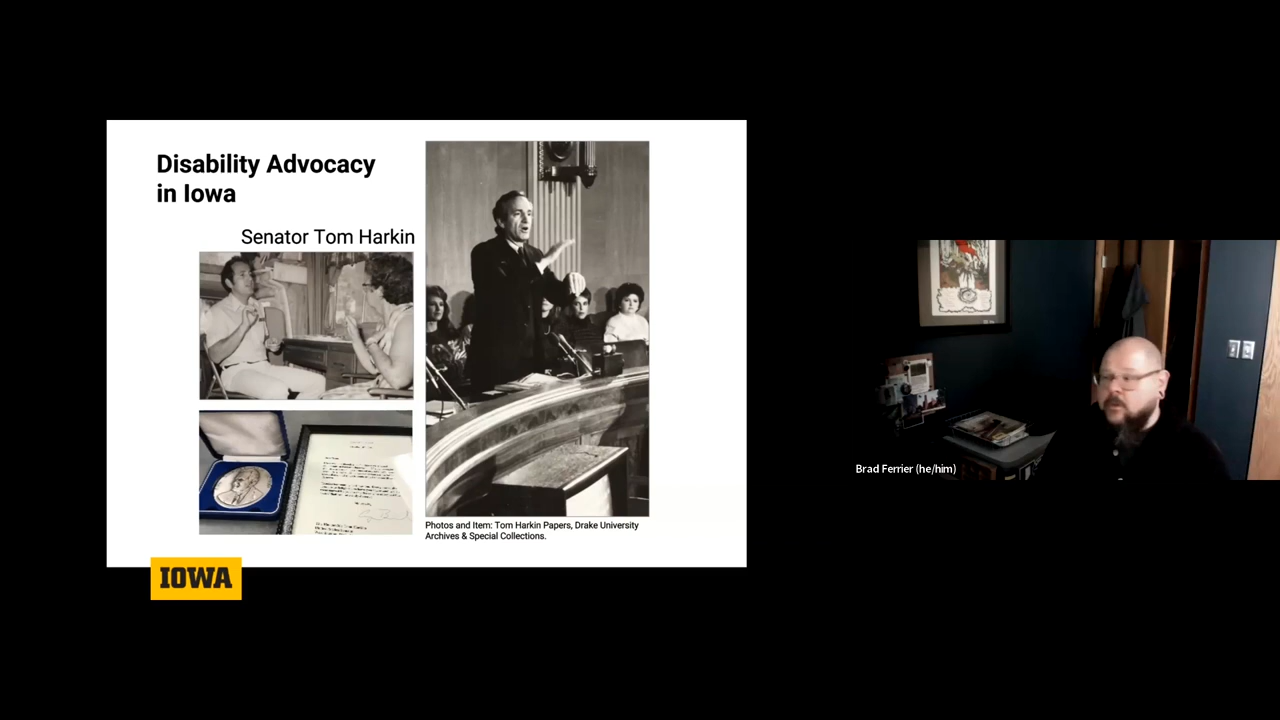 Disability Advocacy
in Iowa
Senator Tom Harkin
Photos and Item: Tom Harkin Papers, Drake University
Archives & Special Collections.
IOWA
Brad Ferrier (he/him)